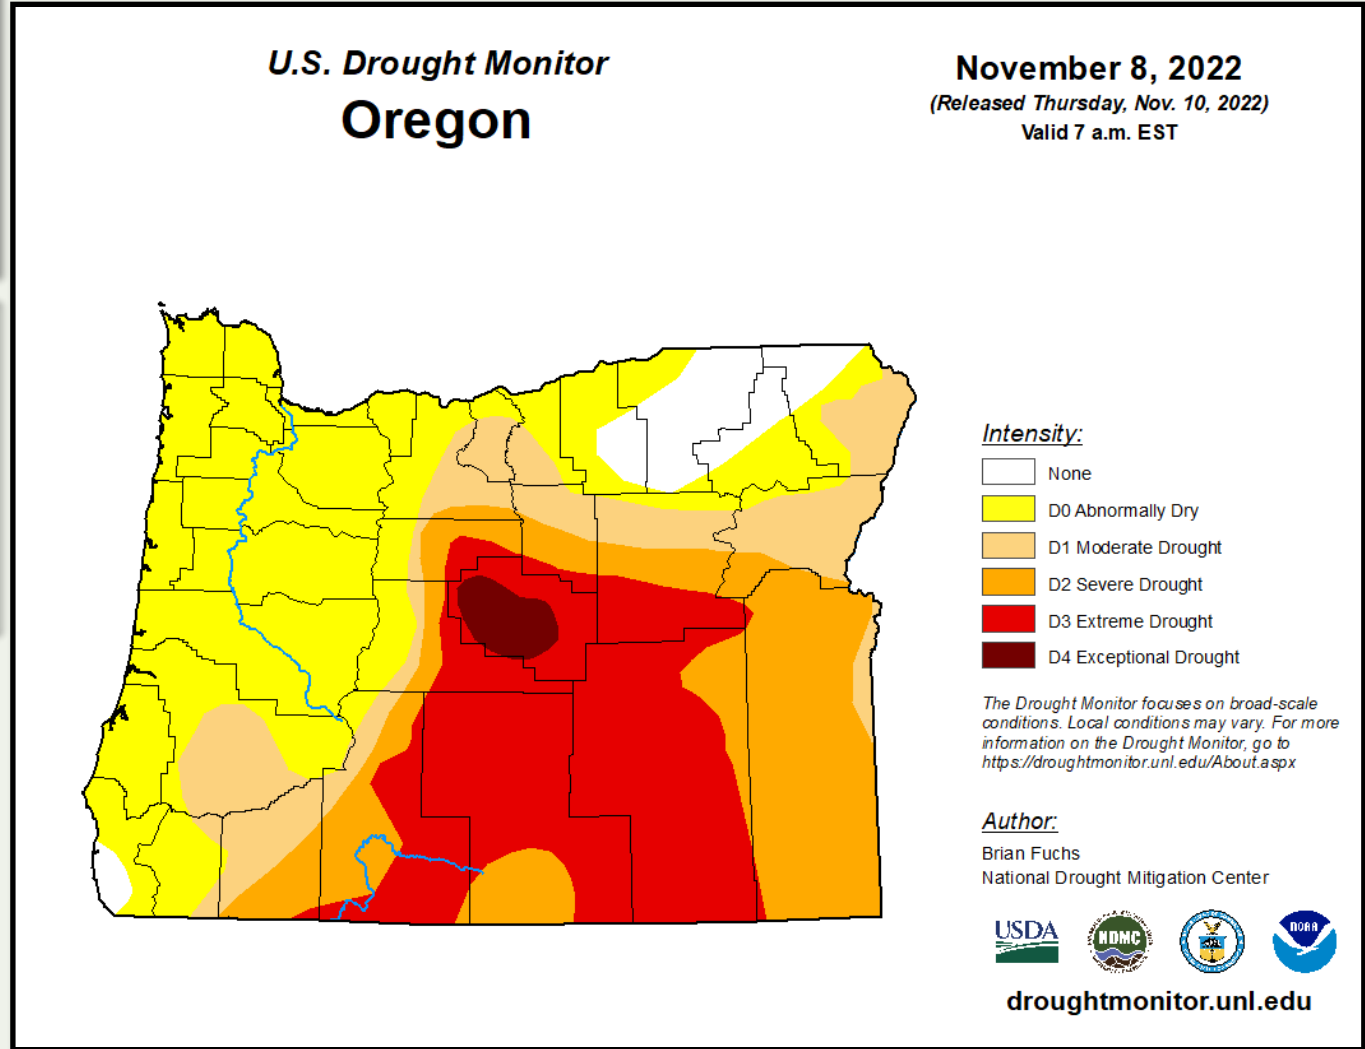 U.S. Drought Monitor
Oregon
November 8, 2022
(Released Thursday, Nov. 10, 2022)
Valid 7 a.m. EST
Intensity:
None
D0 Abnormally Dry
D1 Moderate Drought
D2 Severe Drought
D3 Extreme Drought
D4 Exceptional Drought
The Drought Monitor focuses on broad-scale
conditions. Local conditions may vary. For more
information on the Drought Monitor, go to
https://droughtmonitor.unl.edu/About.aspx
Author:
Brian Fuchs
National Drought Mitigation Center
USDA
NDMC
NOAA
droughtmonitor.unl.edu